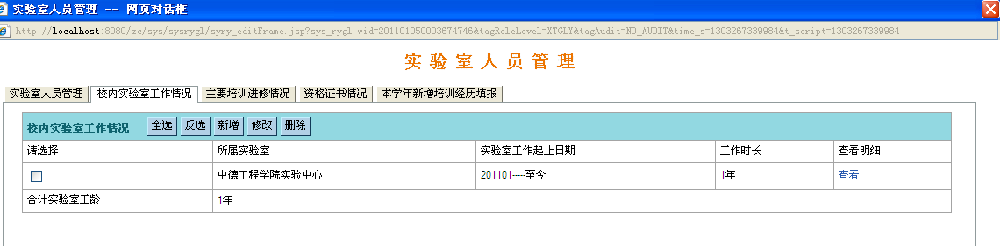 实验室人员管理 -- 网页对话框
http://localhost:8080/zc/sys/sysrygl/syry_editFrame.jsp?sys_rygl.wid=201101050003674746&tagRoleLevel=XTGLY&tagAudit=NO_AUDIT&time_s=1303267339984&t_script=1303267339984
实验室人员管理
实验室人员管理 校内实验室工作情况 主要培训进修情况 资格证书情况 本学年新增培训经历填报
校内实验室工作情况 全选 反选 新增 修改 删除
请选择 所属实验室 实验室工作起止日期 工作时长 查看明细
中德工程学院实验中心 201101----至今 1年 查看
合计实验室工龄 1年